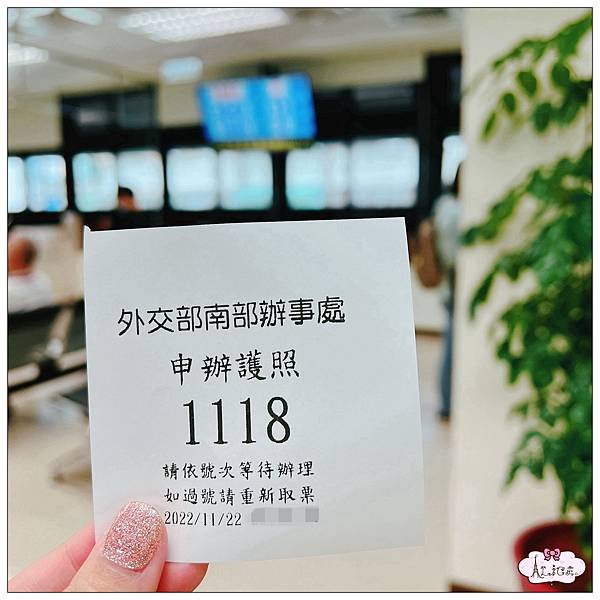 外交部南部辦事處
申辦護照
1118
請依號次等待辦理
如過號請重新取票
2022/11/22